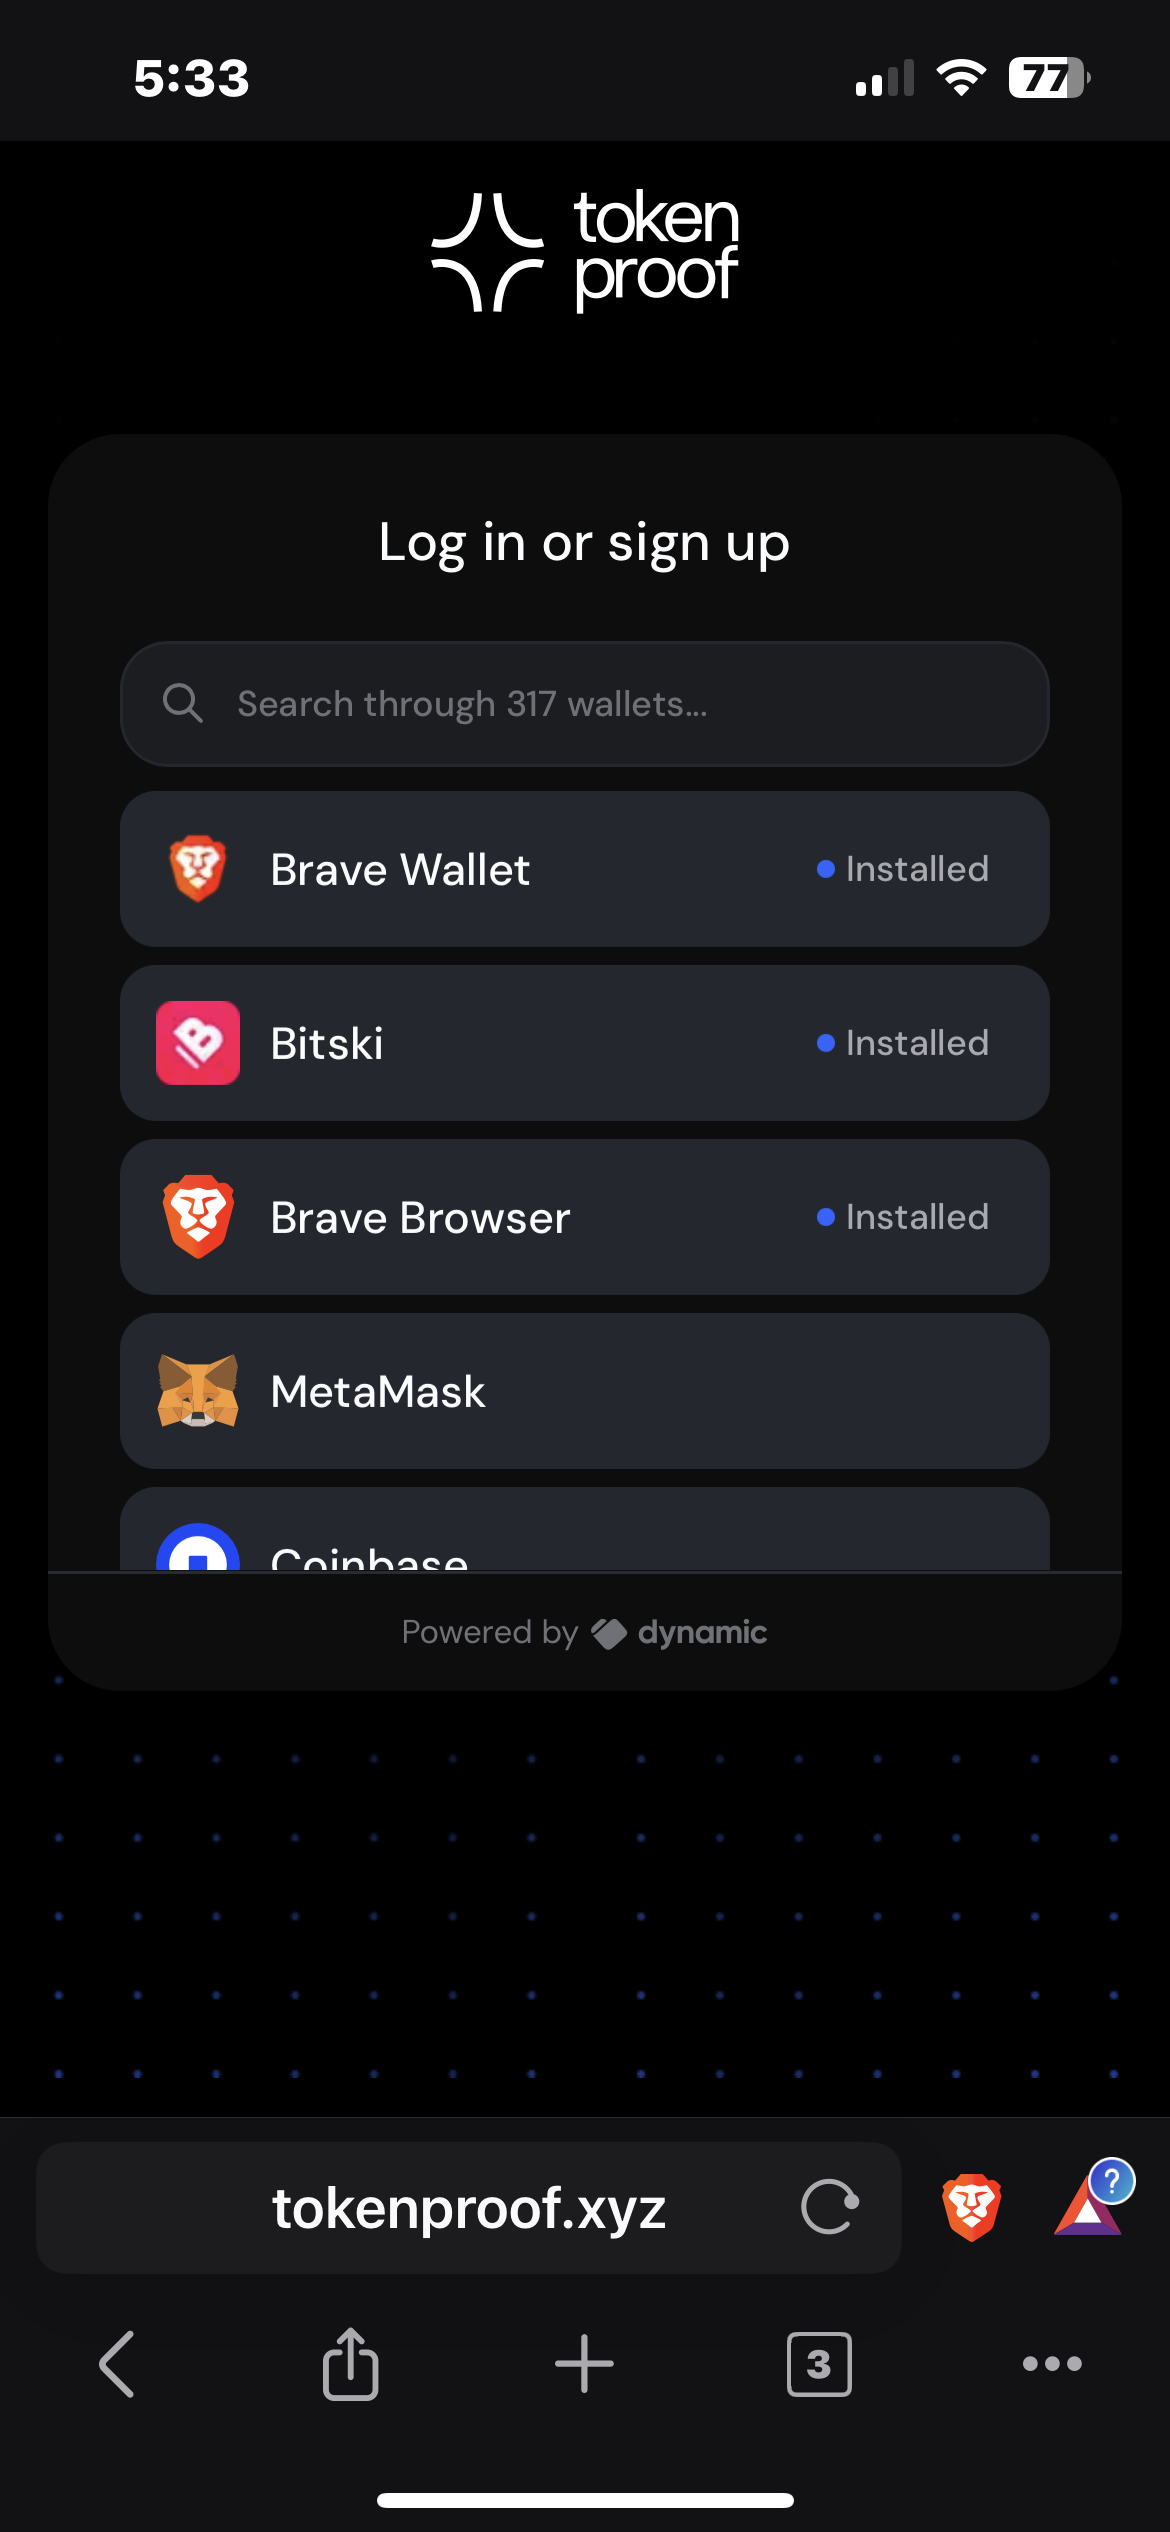 5:33
77
token
proof
Log in or sign up
Search through 317 wallets...
Brave Wallet
Installed
Bitski
Installed
Brave Browser
Installed
MetaMask
Coinbase
Powered by dynamic
tokenproof.xyz
?
3